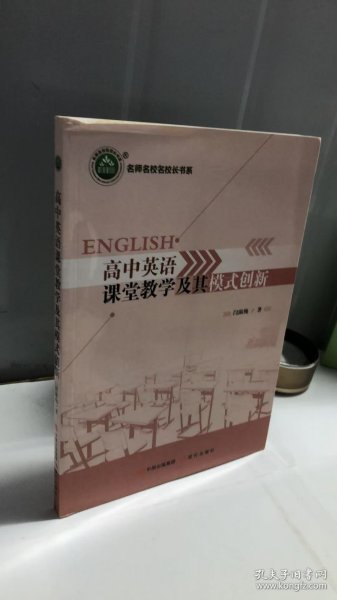 名师名校名校长书系
ENGLISH
高中英语
课堂教学及其模式创新
著
高中英语课堂教学及其模式创新
孔夫子旧书网